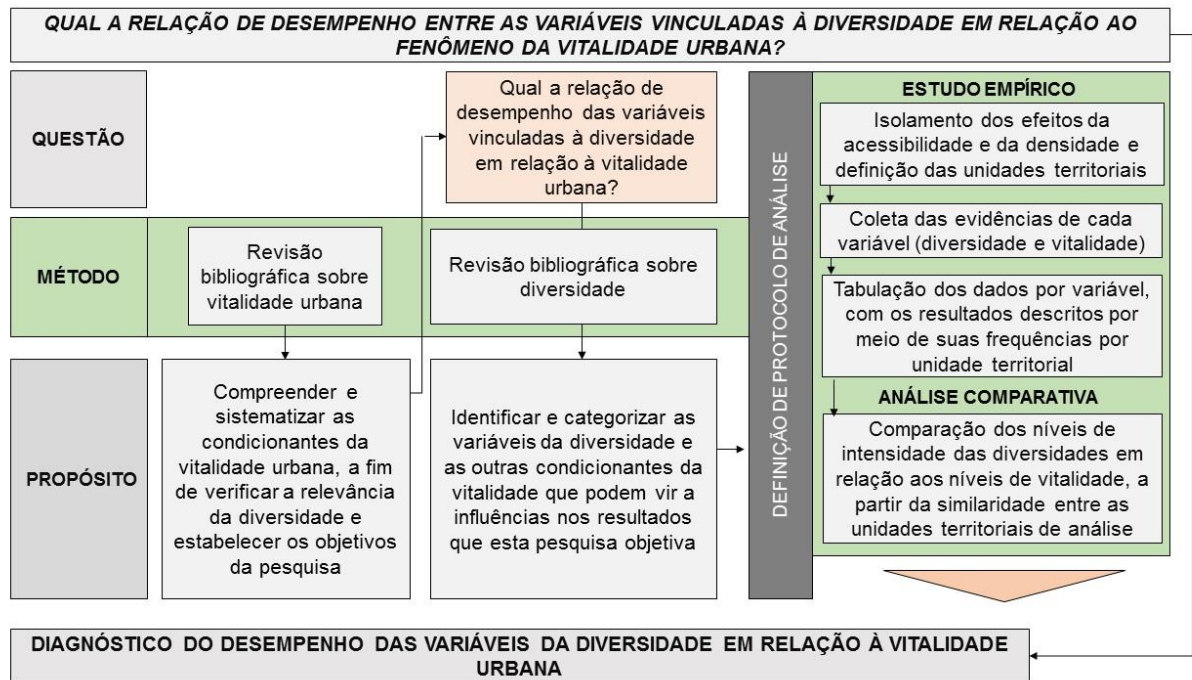 QUAL A RELAÇÃO DE DESEMPENHO ENTRE AS VARIÁVEIS VINCULADAS À DIVERSIDADE EM RELAÇÃO AO
FENÔMENO DA VITALIDADE URBANA?
QUESTÃO
Qual a relação de
desempenho das variáveis
vinculadas à diversidade
em relação à vitalidade
urbana?
MÉTODO
Revisão
bibliográfica sobre
vitalidade urbana
Revisão bibliográfica sobre
diversidade
PROPÓSITO
Compreender e
sistematizar as
condicionantes da
vitalidade urbana, a fim
de verificar a relevância
da diversidade e
estabelecer os objetivos
da pesquisa
Identificar e categorizar as
variáveis da diversidade e
as outras condicionantes da
vitalidade que podem vir a
influências nos resultados
que esta pesquisa objetiva
DEFINIÇÃO DE PROTOCOLO DE ANÁLISE
ESTUDO EMPÍRICO
Isolamento dos efeitos da
acessibilidade e da densidade e
definição das unidades territoriais
Coleta das evidências de cada
variável (diversidade e vitalidade)
Tabulação dos dados por variável,
com os resultados descritos por
meio de suas frequências por
unidade territorial
ANÁLISE COMPARATIVA
Comparação dos níveis de
intensidade das diversidades em
relação aos níveis de vitalidade, a
partir da similaridade entre as
unidades territoriais de análise
DIAGNÓSTICO DO DESEMPENHO DAS VARIÁVEIS DA DIVERSIDADE EM RELAÇÃO À VITALIDADE
URBANA